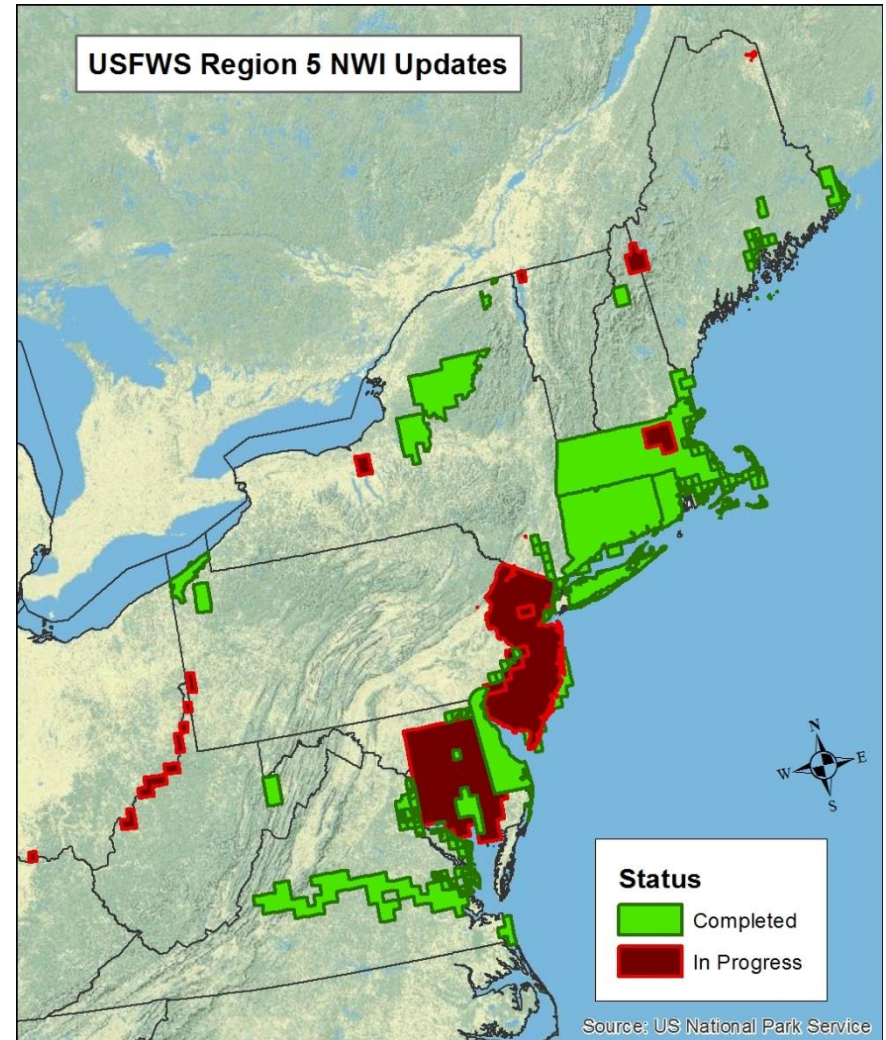 USFWS Region 5 NWI Updates
N
W
E
S
Status
Completed
In Progress
Source: US National Park Service